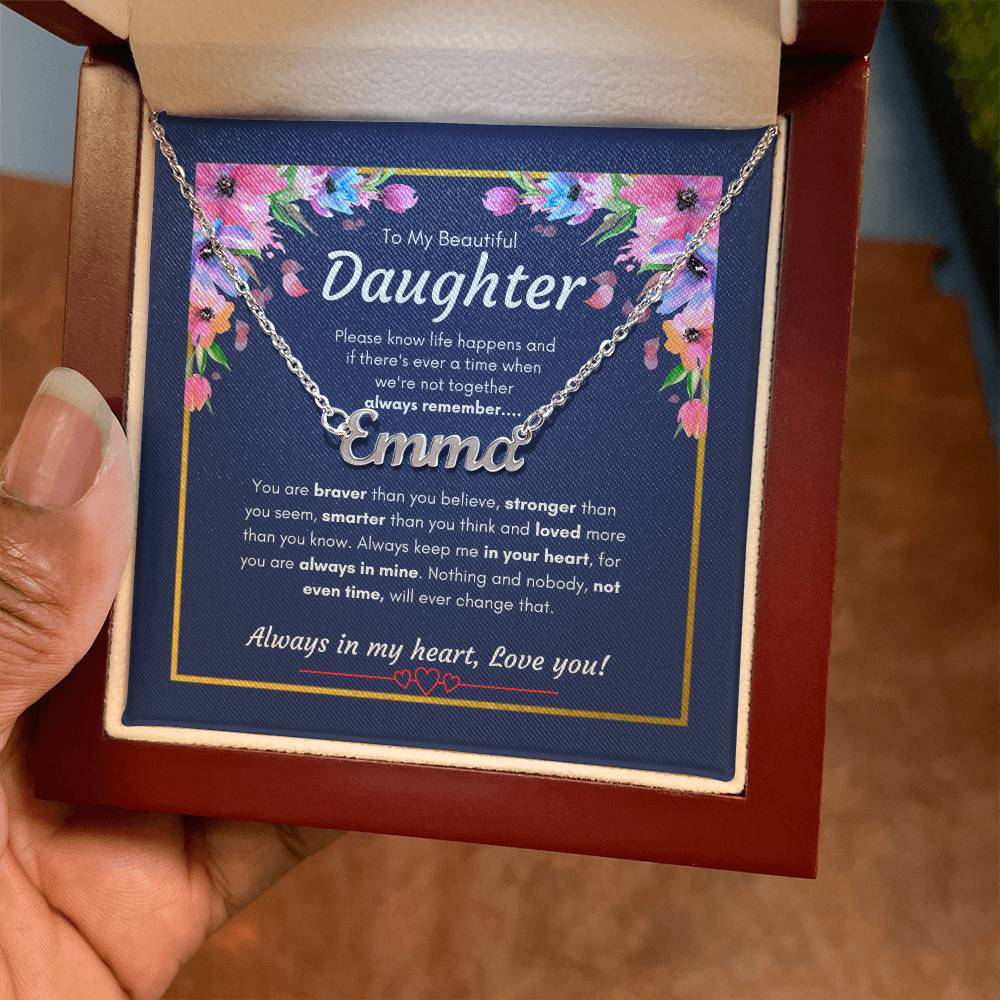 To My Beautiful
Daughter
Please know life happens and
if there's ever a time when
we're not together
always remember....
Emma
You are braver than you believe, stronger than
you seem, smarter than you think and loved more
than you know. Always keep me in your heart, for
you are always in mine. Nothing and nobody, not
even time, will ever change that.
Always in my heart, Love you!